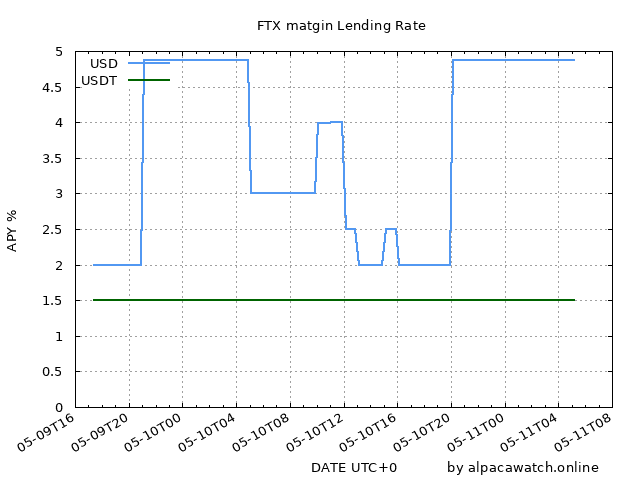 FTX matgin Lending Rate
USD
USDT
5
4.5
4
3.5
3
2.5
2
1.5
1
0.5
0
APY %
05-09T16
05-09T20
05-10T00
05-10T04
05-10T08
05-10T12
05-10T16
05-10T20
05-11T00
05-11T04
05-11T08
DATE UTC+0
by alpacawatch.online